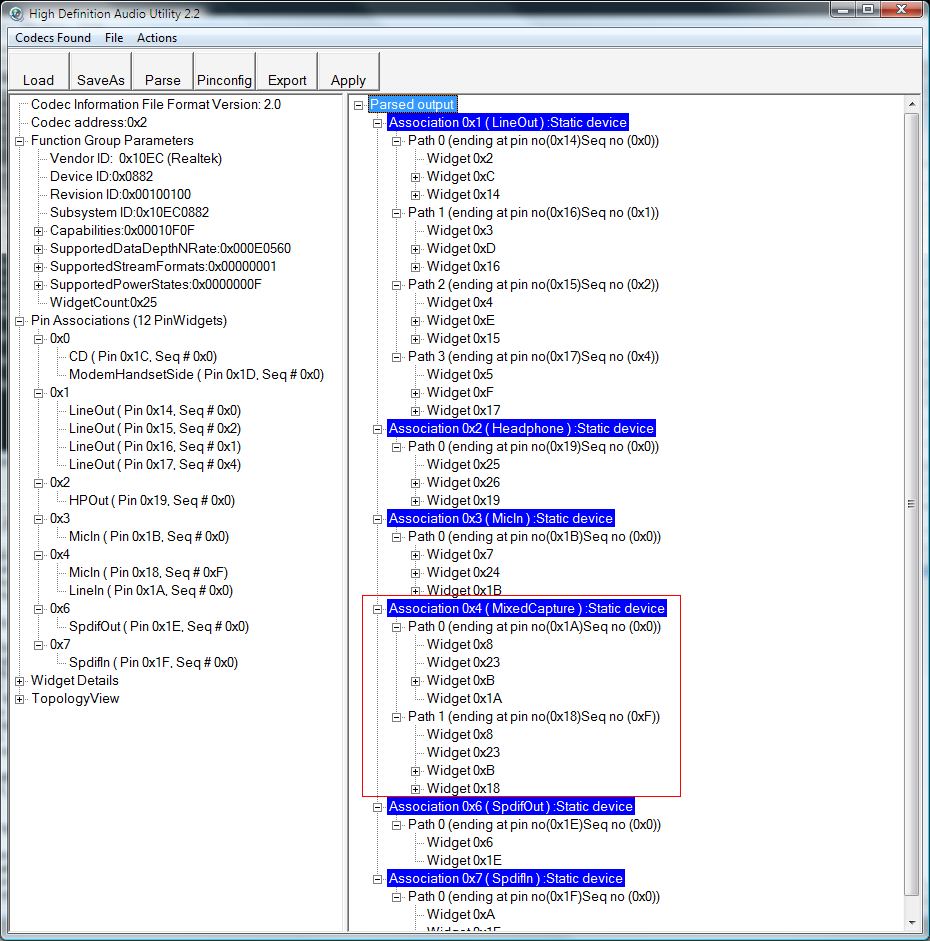 High Definition Audio Utility 2.2
Codecs Found File Actions
Load SaveAs Parse Pinconfig Export Apply
Codec Information File Format Version: 2.0
Codec address:0x2
Function Group Parameters
Vendor ID: 0x10EC (Realtek)
Device ID:0x0882
Revision ID:0x00100100
Subsystem ID:0x10EC0882
Capabilities:0x00010F0F
SupportedDataDepthNRate:0x000E0560
SupportedStreamFormats:0x00000001
SupportedPowerStates:0x0000000F
WidgetCount:0x25
Pin Associations (12 PinWidgets)
0x0
CD ( Pin 0x1C, Seq # 0x0)
ModemHandsetSide ( Pin 0x1D, Seq # 0x0)
0x1
LineOut ( Pin 0x14, Seq # 0x0)
LineOut ( Pin 0x15, Seq # 0x2)
LineOut ( Pin 0x16, Seq # 0x1)
LineOut ( Pin 0x17, Seq # 0x4)
0x2
HPOut ( Pin 0x19, Seq # 0x0)
0x3
MicIn ( Pin 0x1B, Seq # 0x0)
0x4
MicIn ( Pin 0x18, Seq # 0xF)
LineIn ( Pin 0x1A, Seq # 0x0)
0x6
SpdifOut ( Pin 0x1E, Seq # 0x0)
0x7
SpdifIn ( Pin 0x1F, Seq # 0x0)
Widget Details
TopologyView
Parsed output
Association 0x1 ( LineOut ) :Static device
Path 0 (ending at pin no(0x14)Seq no (0x0))
Widget 0x2
Widget 0xC
Widget 0x14
Path 1 (ending at pin no(0x16)Seq no (0x1))
Widget 0x3
Widget 0xD
Widget 0x16
Path 2 (ending at pin no(0x15)Seq no (0x2))
Widget 0x4
Widget 0xE
Widget 0x15
Path 3 (ending at pin no(0x17)Seq no (0x4))
Widget 0x5
Widget 0xF
Widget 0x17
Association 0x2 ( Headphone ) :Static device
Path 0 (ending at pin no(0x19)Seq no (0x0))
Widget 0x25
Widget 0x26
Widget 0x19
Association 0x3 ( MicIn ) :Static device
Path 0 (ending at pin no(0x1B)Seq no (0x0))
Widget 0x7
Widget 0x24
Widget 0x1B
Association 0x4 ( MixedCapture ) :Static device
Path 0 (ending at pin no(0x1A)Seq no (0x0))
Widget 0x8
Widget 0x23
Widget 0xB
Widget 0x1A
Path 1 (ending at pin no(0x18)Seq no (0xF))
Widget 0x8
Widget 0x23
Widget 0xB
Widget 0x18
Association 0x6 ( SpdifOut ) :Static device
Path 0 (ending at pin no(0x1E)Seq no (0x0))
Widget 0x6
Widget 0x1E
Association 0x7 ( SpdifIn ) :Static device
Path 0 (ending at pin no(0x1F)Seq no (0x0))
Widget 0xA